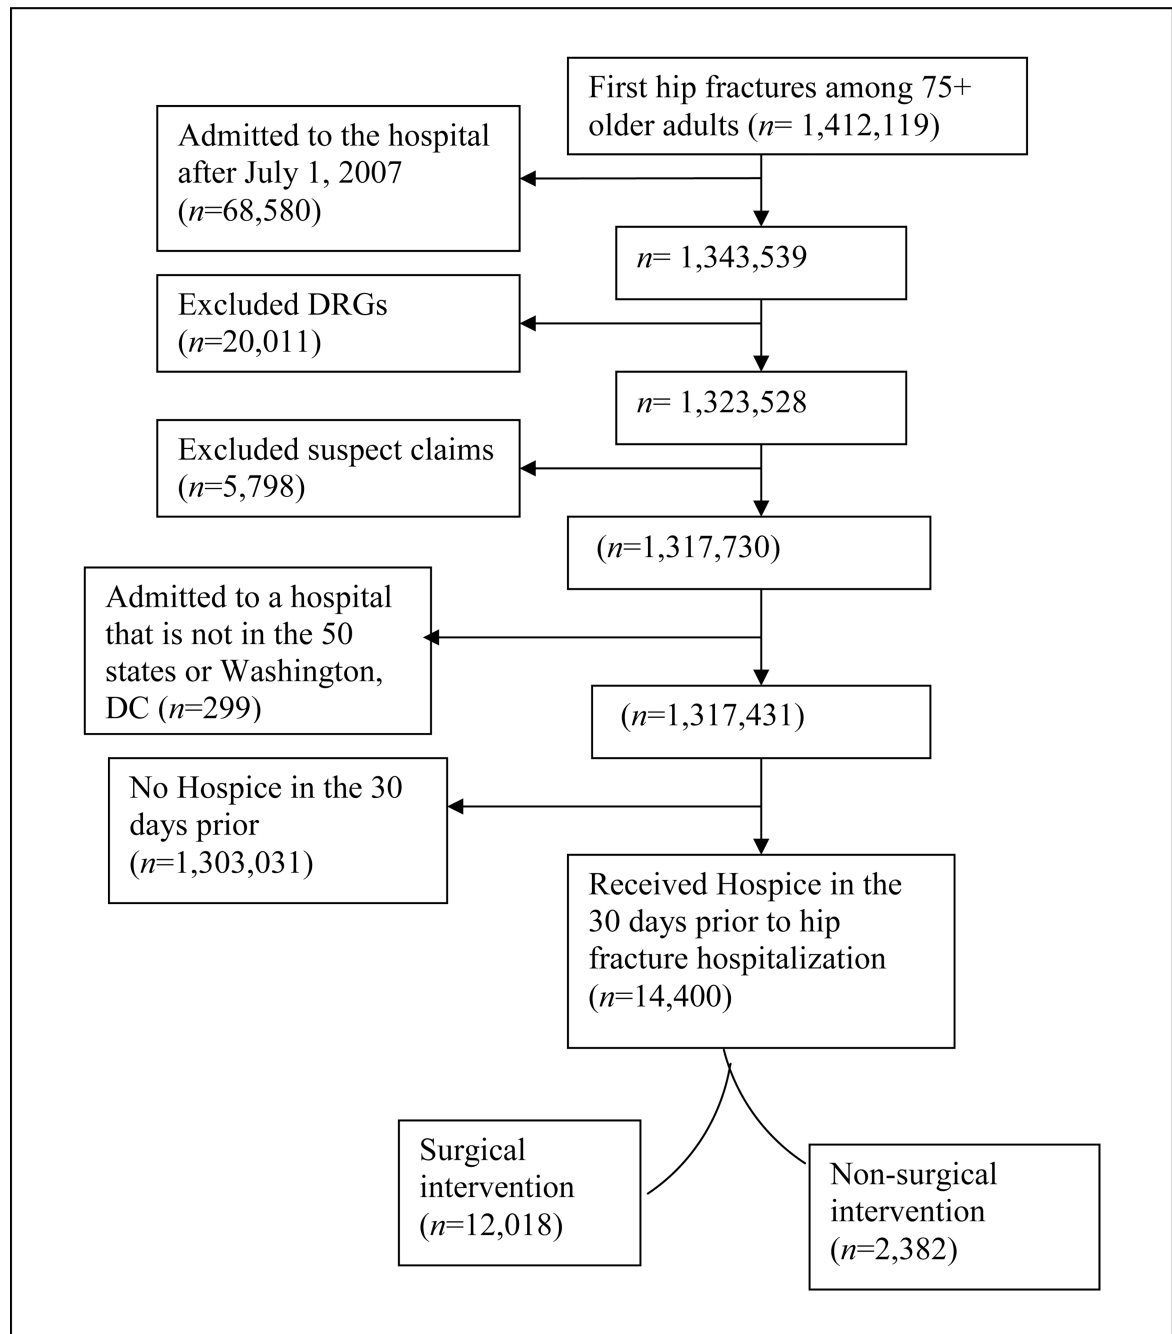 First hip fractures among 75+
older adults (n= 1,412,119)
Admitted to the hospital
after July 1, 2007
(n=68,580)
n= 1,343,539
Excluded DRGs
(n=20,011)
n= 1,323,528
Excluded suspect claims
(n=5,798)
(n=1,317,730)
Admitted to a hospital
that is not in the 50
states or Washington,
DC (n=299)
(n=1,317,431)
No Hospice in the 30
days prior
(n=1,303,031)
Received Hospice in the
30 days prior to hip
fracture hospitalization
(n=14,400)
Surgical
intervention
(n=12,018)
Non-surgical
intervention
(n=2,382)